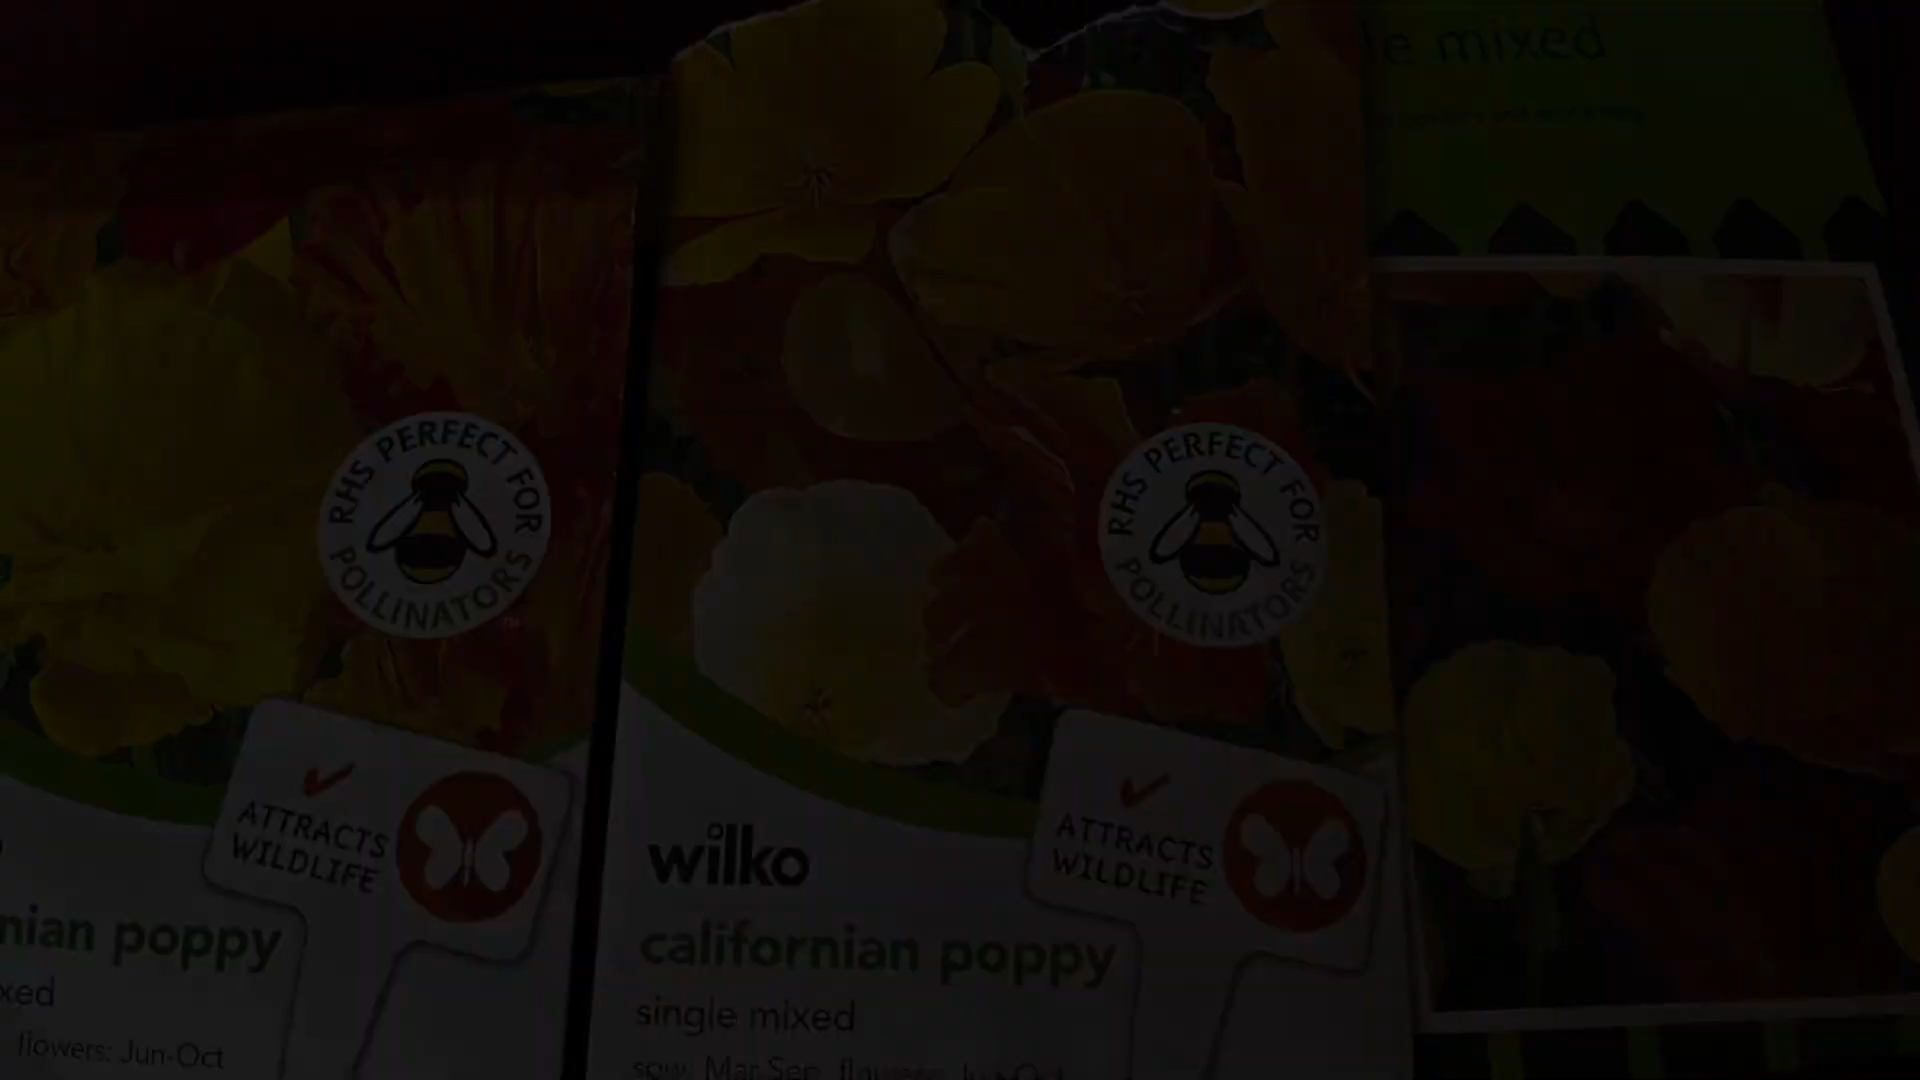 le mixed
RHS PERFECT FOR
POLLINATORS
™
ATTRACTS
WILDLIFE
nian poppy
xed
flowers: Jun-Oct
RHS PERFECT FOR
POLLINATORS
ATTRACTS
WILDLIFE
wilko
californian poppy
single mixed
sow: Mar-Sep flowers: Jun-Oct